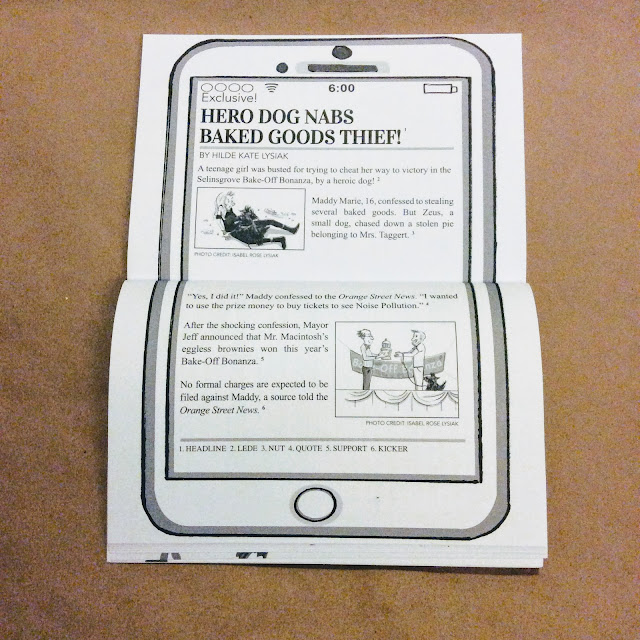 6:00
Exclusive!
HERO DOG NABS
BAKED GOODS THIEF! 1
BY HILDE KATE LYSIAK
A teenage girl was busted for trying to cheat her way to victory in the
Selinsgrove Bake-Off Bonanza, by a heroic dog! 2
Maddy Marie, 16, confessed to stealing
several baked goods. But Zeus, a
small dog, chased down a stolen pie
belonging to Mrs. Taggert. 3
PHOTO CREDIT: ISABEL ROSE LYSIAK
"Yes, I did it!" Maddy confessed to the Orange Street News. "I wanted
to use the prize money to buy tickets to see Noise Pollution." 4
After the shocking confession, Mayor
Jeff announced that Mr. Macintosh's
eggless brownies won this year's
Bake-Off Bonanza. 5
No formal charges are expected to be
filed against Maddy, a source told the
Orange Street News. 6
PHOTO CREDIT: ISABEL ROSE LYSIAK
1. HEADLINE 2. LEDE 3. NUT 4. QUOTE 5. SUPPORT 6. KICKER